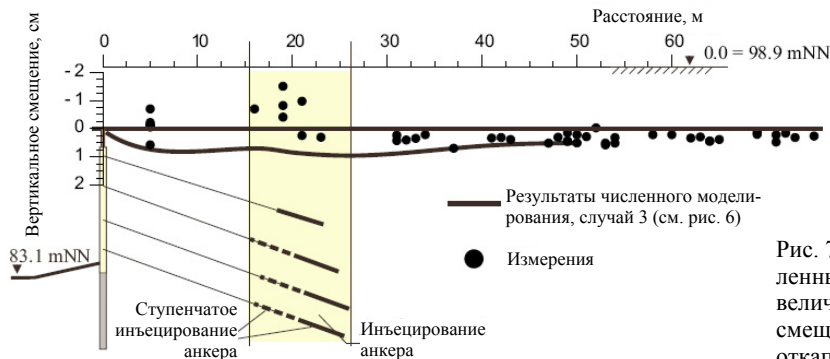 Расстояние, м
0 10 20 30 40 50 60
0.0 = 98.9 mNN
Вертикальное смещение, см
-2
-1
0
1
2
Результаты численного модели-
рования, случай 3 (см. рис. 6)
Измерения
83.1 mNN
Ступенчатое
инъецирование
анкера
Инъецирование
анкера
Рис. 7
ленны
велич
смещ
откап